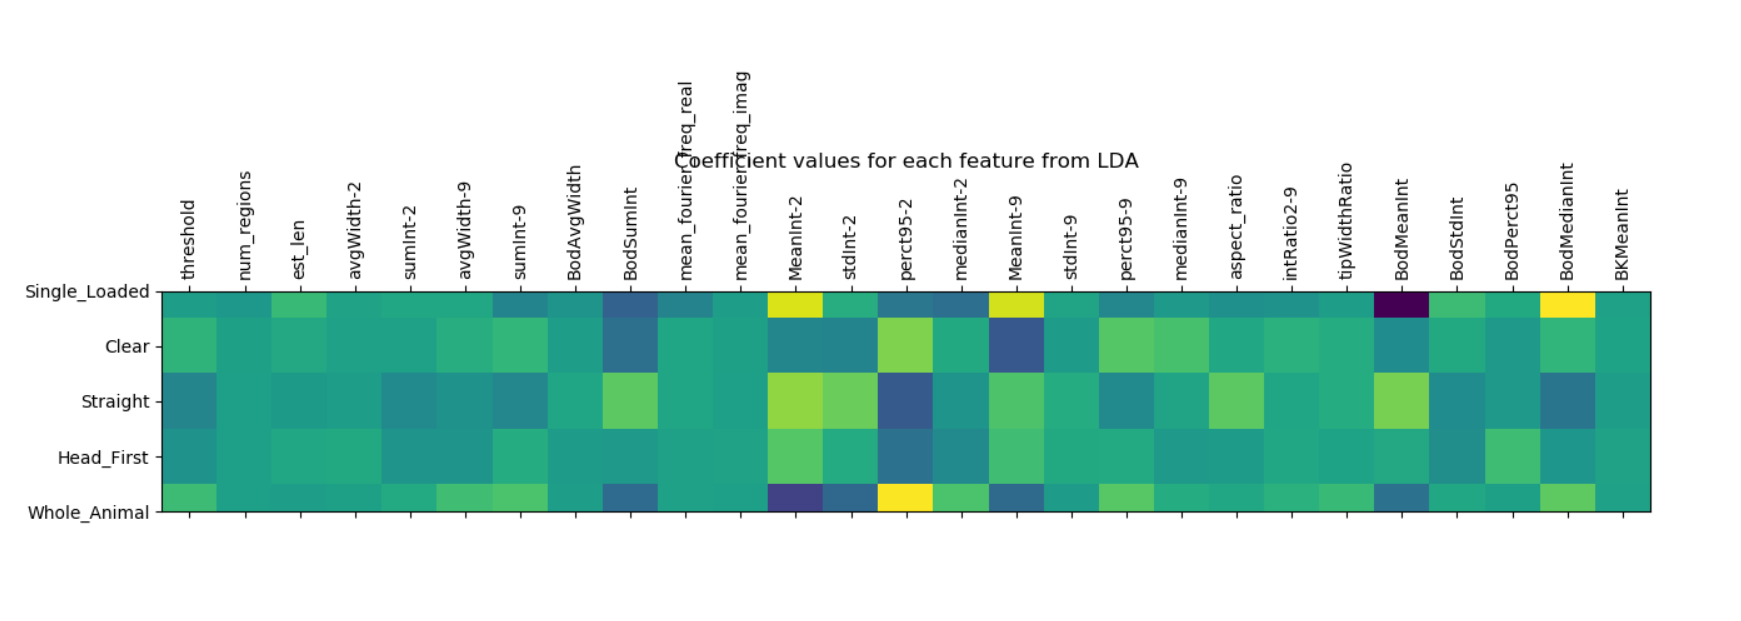 Coefficient values for each feature from LDA
threshold
num_regions
est_len
avgWidth-2
sumInt-2
avgWidth-9
sumInt-9
BodAvgWidth
BodSumInt
mean_fourier_freq_real
mean_fourier_freq_imag
MeanInt-2
stdInt-2
perct95-2
medianInt-2
MeanInt-9
stdInt-9
perct95-9
medianInt-9
aspect_ratio
intRatio2-9
tipWidthRatio
BodMeanInt
BodStdInt
BodPerct95
BodMedianInt
BKMeanInt
Single_Loaded
Clear
Straight
Head_First
Whole_Animal